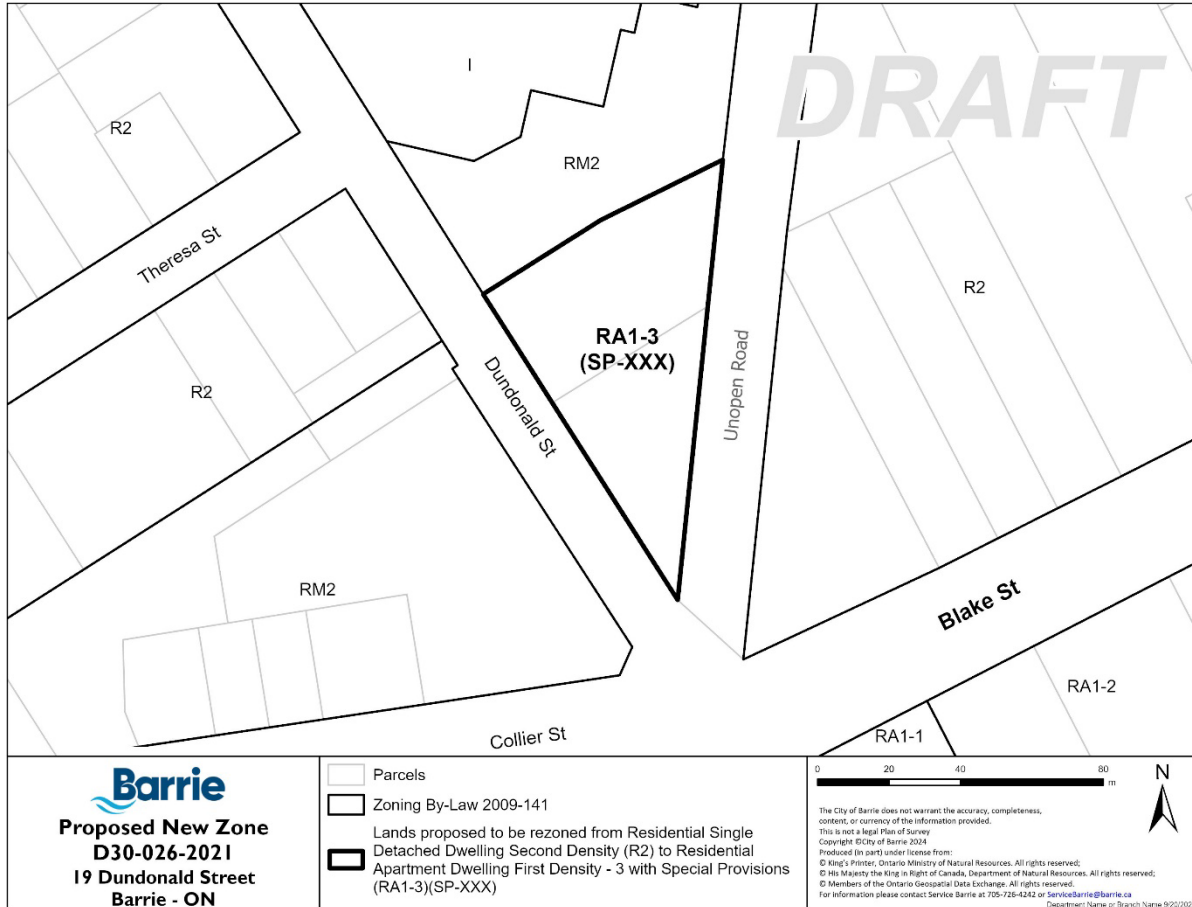 DRAFT
I
R2
RM2
Theresa St
R2
RA1-3
(SP-XXX)
Dundonald St
Unopen Road
R2
RM2
Blake St
RA1-2
RA1-1
Collier St
Barrie
Proposed New Zone
D30-026-2021
19 Dundonald Street
Barrie - ON
Parcels
Zoning By-Law 2009-141
Lands proposed to be rezoned from Residential Single
Detached Dwelling Second Density (R2) to Residential
Apartment Dwelling First Density - 3 with Special Provisions
(RA1-3)(SP-XXX)
0 20 40 80
m
N
The City of Barrie does not warrant the accuracy, completeness,
content, or currency of the information provided.
This is not a legal Plan of Survey
Copyright ©City of Barrie 2024
Produced (in part) under license from:
© King's Printer, Ontario Ministry of Natural Resources. All rights reserved;
© His Majesty the King in Right of Canada, Department of Natural Resources. All rights reserved;
© Members of the Ontario Geospatial Data Exchange. All rights reserved.
For information please contact Service Barrie at 705-726-4242 or ServiceBarrie@barrie.ca
Department Name or Branch Name